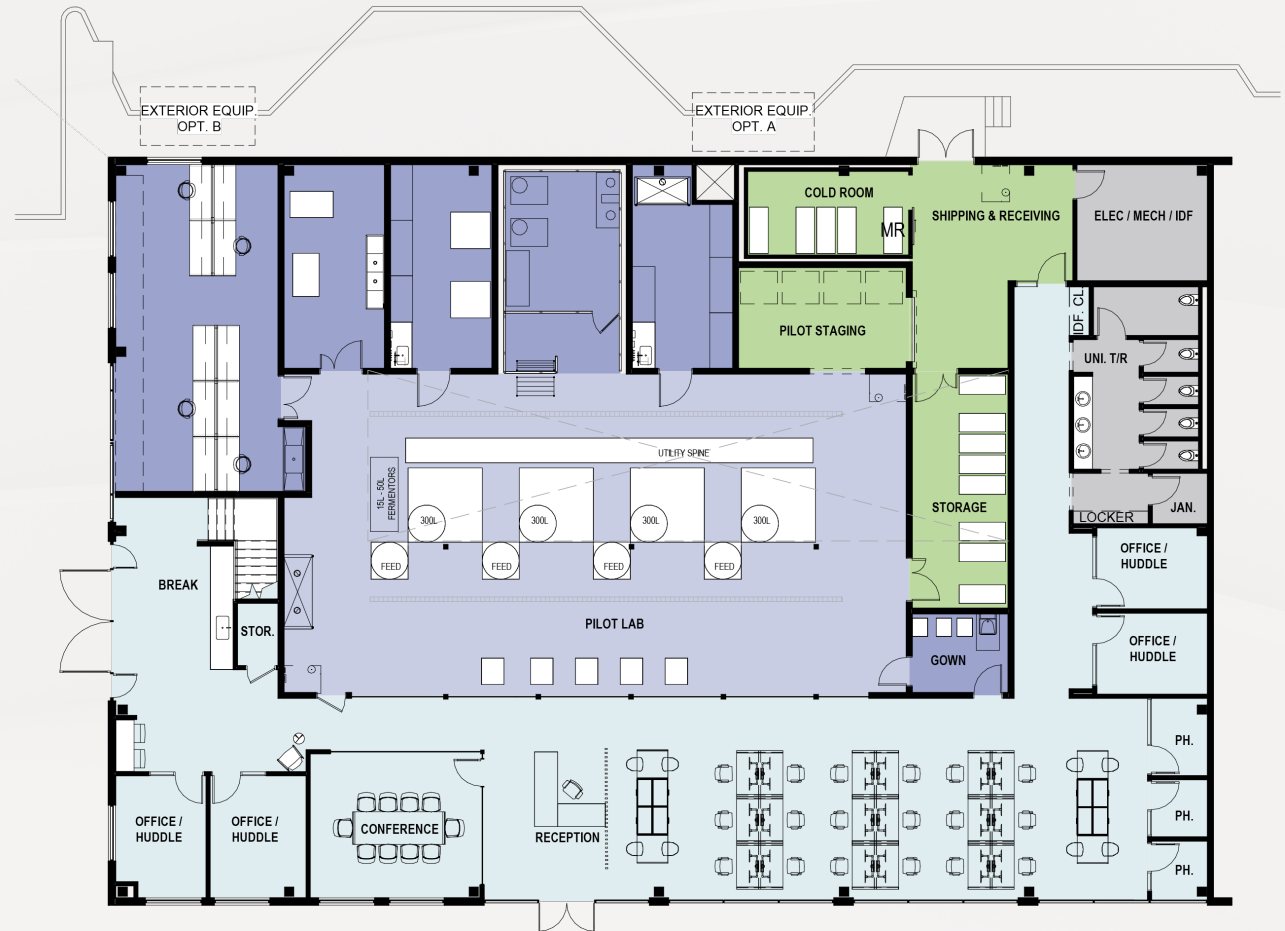 EXTERIOR EQUIP.
OPT. B
EXTERIOR EQUIP.
OPT. A
COLD ROOM
MR
SHIPPING & RECEIVING
ELEC / MECH / IDF
PILOT STAGING
IDF. CL
UNI. T/R
UTILITY SPINE
15L - 50L
FERMENTORS
300L
300L
300L
300L
STORAGE
LOCKER
JAN.
FEED
FEED
FEED
FEED
OFFICE /
HUDDLE
BREAK
STOR.
PILOT LAB
GOWN
OFFICE /
HUDDLE
PH.
OFFICE /
HUDDLE
OFFICE /
HUDDLE
CONFERENCE
RECEPTION
PH.
PH.